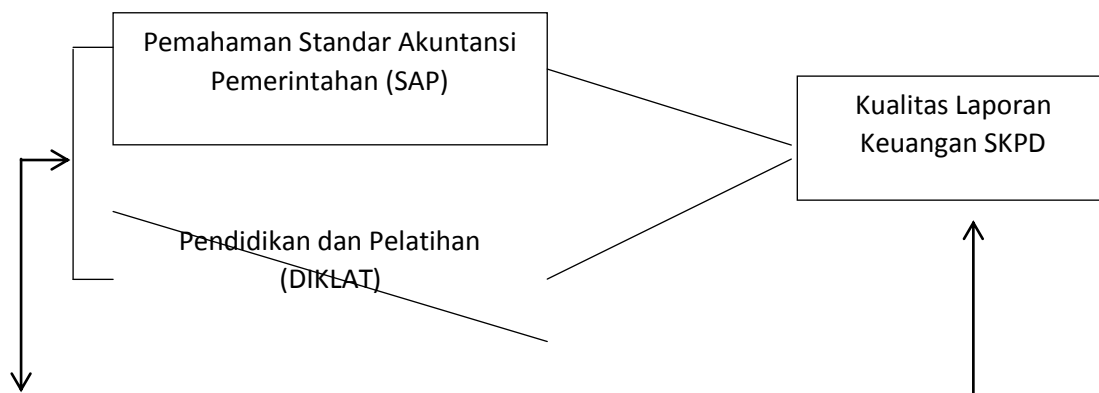 Pemahaman Standar Akuntansi
Pemerintahan (SAP)
Kualitas Laporan
Keuangan SKPD
Pendidikan dan Pelatihan
(DIKLAT)